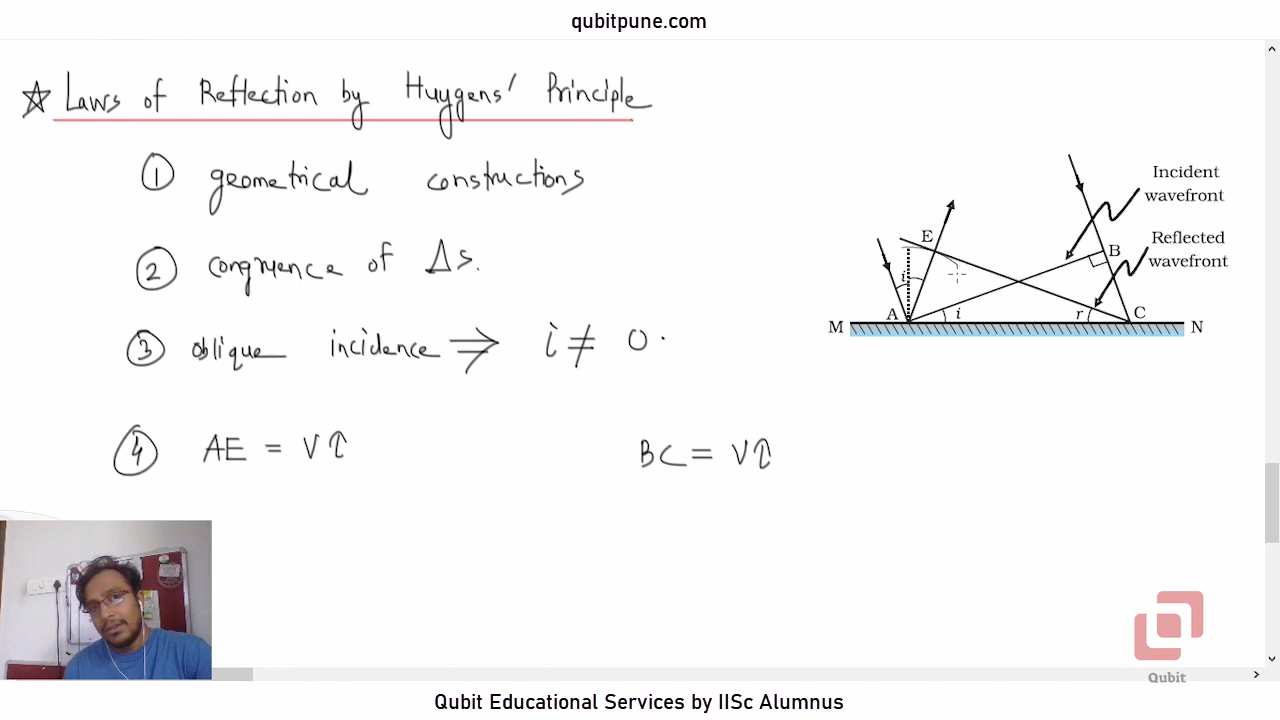 qubitpune.com
☆ Laws of Reflection by Huygens' Principle
① geometrical constructions
② congruence of Δs.
③ oblique incidence ⇒ i ≠ 0.
④ AE = vτ BC = vτ
Incident
wavefront
Reflected
wavefront
E
B
i
A
i
r
C
M
N
Qubit
Qubit Educational Services by IISc Alumnus